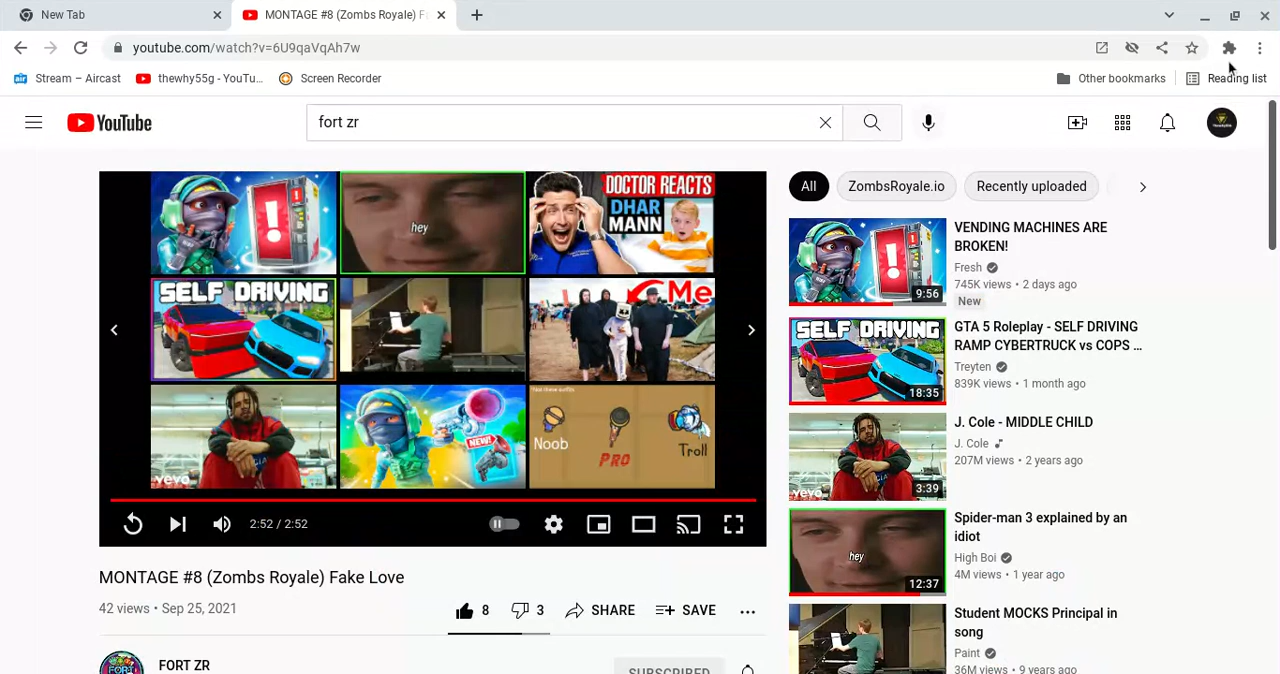 New Tab
MONTAGE #8 (Zombs Royale) F
youtube.com/watch?v=6U9qaVqAh7w
air Stream – Aircast
thewhy55g - YouTu...
Screen Recorder
Other bookmarks
Reading list
YouTube
fort zr
hey
DOCTOR REACTS
DHAR
MANN
SELF DRIVING
Me
vevo
NEW!
Noob
PRO
Troll
2:52 / 2:52
MONTAGE #8 (Zombs Royale) Fake Love
42 views • Sep 25, 2021
8
3
SHARE
SAVE
FORT ZR
SUBSCRIBED
All
ZombsRoyale.io
Recently uploaded
9:56
VENDING MACHINES ARE
BROKEN!
Fresh
745K views • 2 days ago
New
SELF DRIVING
18:35
GTA 5 Roleplay - SELF DRIVING
RAMP CYBERTRUCK vs COPS ...
Treyten
839K views • 1 month ago
vevo
3:39
J. Cole - MIDDLE CHILD
J. Cole
207M views • 2 years ago
hey
12:37
Spider-man 3 explained by an
idiot
High Boi
4M views • 1 year ago
Student MOCKS Principal in
song
Paint
36M views • 9 years ago